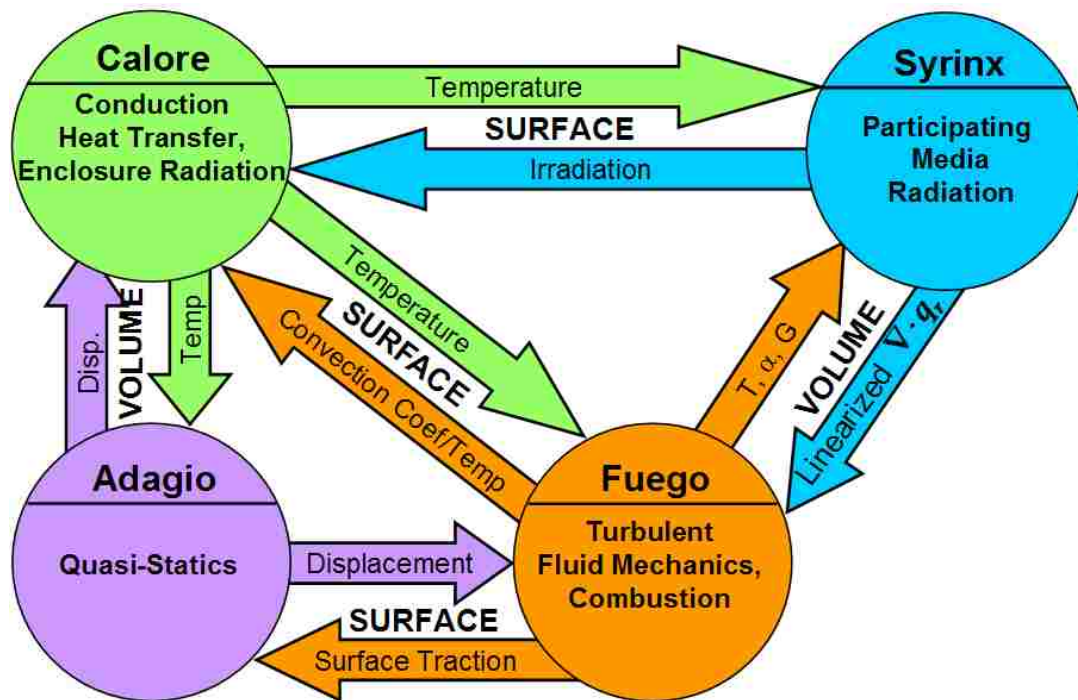 Calore
Conduction
Heat Transfer,
Enclosure Radiation
Temperature
SURFACE
Irradiation
Syrinx
Participating
Media
Radiation
Disp.
VOLUME
Temp
Temperature
SURFACE
Convection Coef/Temp
T, α, G
VOLUME
Linearized ∇·qᵣ
Adagio
Quasi-Statics
Displacement
SURFACE
Surface Traction
Fuego
Turbulent
Fluid Mechanics,
Combustion